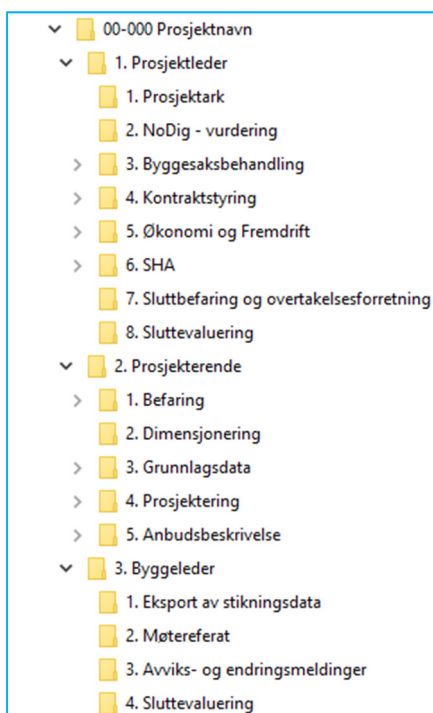 00-000 Prosjektnavn
1. Prosjektleder
1. Prosjektark
2. NoDig - vurdering
3. Byggesaksbehandling
4. Kontraktstyring
5. Økonomi og Fremdrift
6. SHA
7. Sluttbefaring og overtakelsesforretning
8. Sluttevaluering
2. Prosjekterende
1. Befaring
2. Dimensjonering
3. Grunnlagsdata
4. Prosjektering
5. Anbudsbeskrivelse
3. Byggeleder
1. Eksport av stikningsdata
2. Møtereferat
3. Avviks- og endringsmeldinger
4. Sluttevaluering